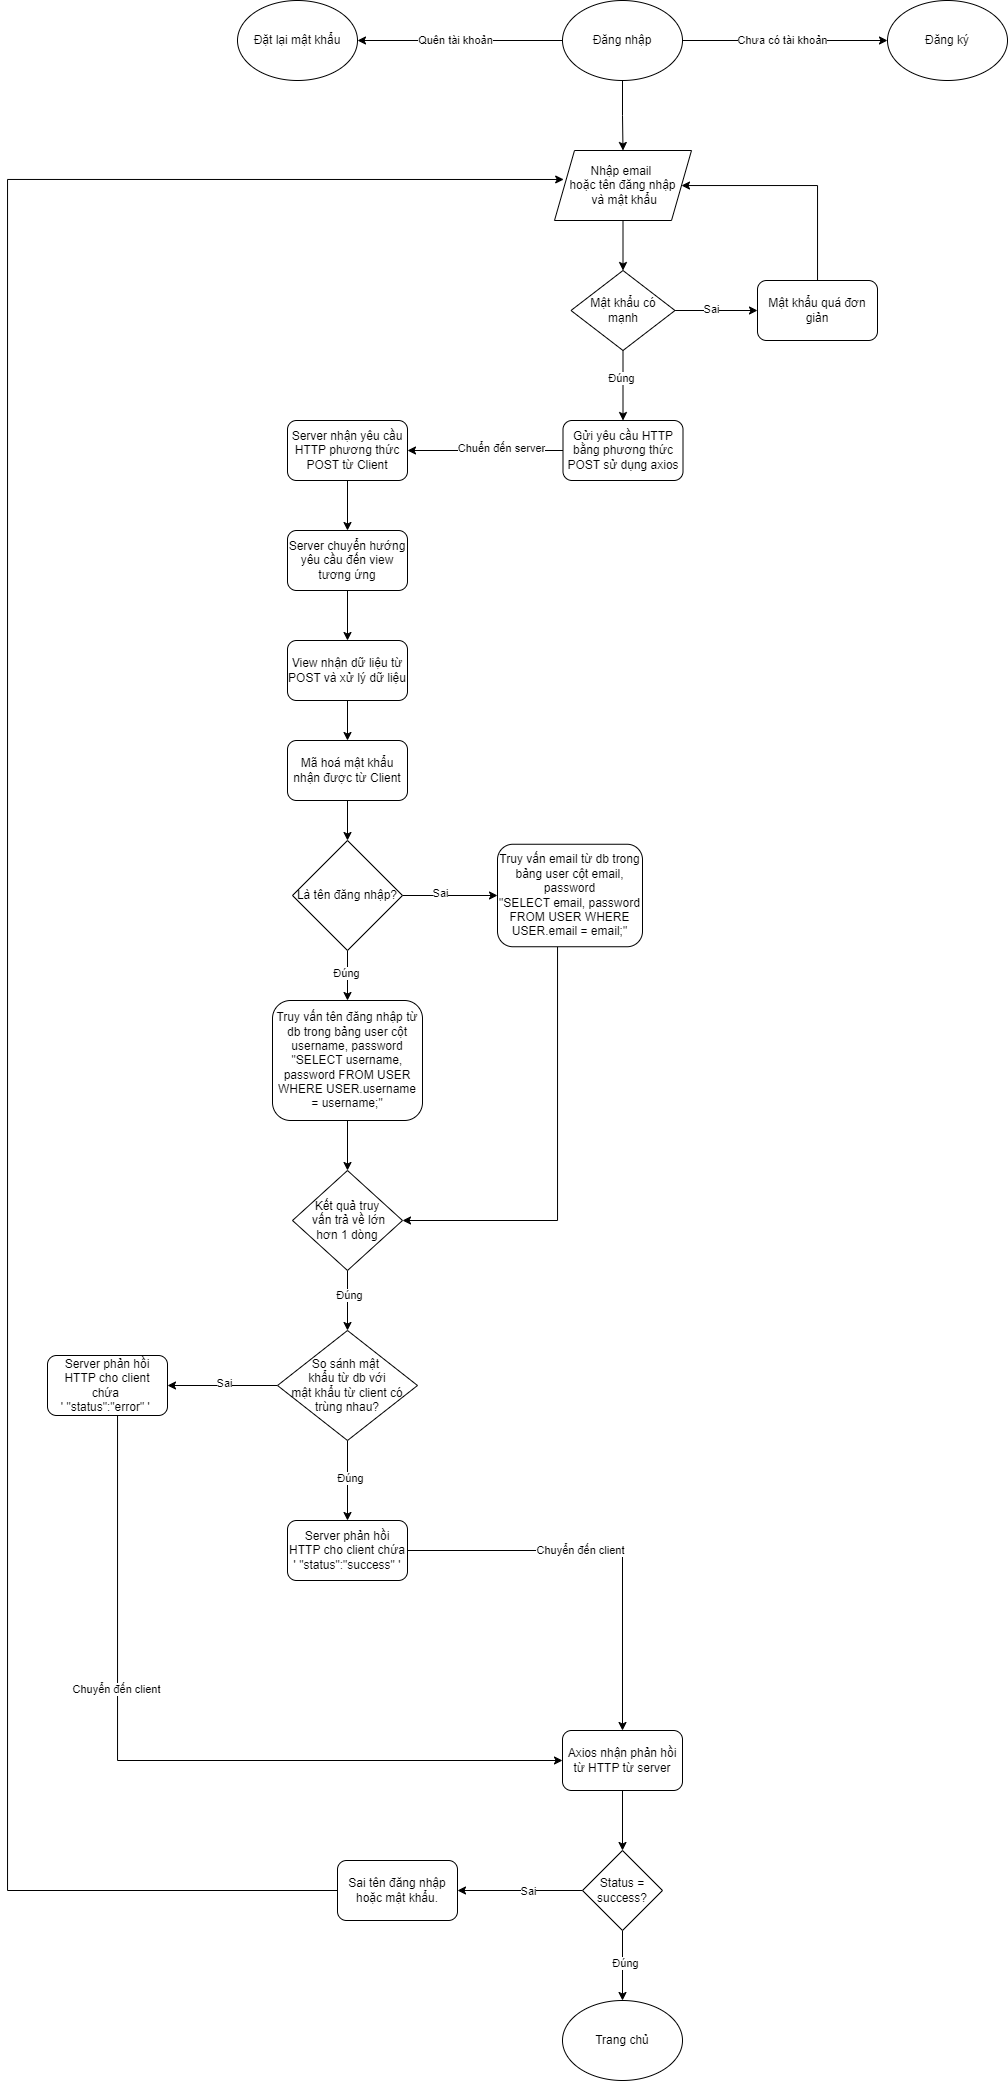 Đặt lại mật khẩu
Quên tài khoản
Đăng nhập
Chưa có tài khoản
Đăng ký
Nhập email
hoặc tên đăng nhập
và mật khẩu
Mật khẩu có
mạnh
Sai
Mật khẩu quá đơn
giản
Đúng
Server nhận yêu cầu
HTTP phương thức
POST từ Client
Chuển đến server
Gửi yêu cầu HTTP
bằng phương thức
POST sử dụng axios
Server chuyển hướng
yêu cầu đến view
tương ứng
View nhận dữ liệu từ
POST và xử lý dữ liệu
Mã hoá mật khẩu
nhận được từ Client
Là tên đăng nhập?
Sai
Truy vấn email từ db trong
bảng user cột email,
password
"SELECT email, password
FROM USER WHERE
USER.email = email;"
Đúng
Truy vấn tên đăng nhập từ
db trong bảng user cột
username, password
"SELECT username,
password FROM USER
WHERE USER.username
= username;"
Kết quả truy
vấn trả về lớn
hơn 1 dòng
Đúng
So sánh mật
khẩu từ db với
mật khẩu từ client có
trùng nhau?
Sai
Server phản hồi
HTTP cho client
chứa
' "status":"error" '
Đúng
Server phản hồi
HTTP cho client chứa
' "status":"success" '
Chuyển đến client
Chuyển đến client
Axios nhận phản hồi
từ HTTP từ server
Status =
success?
Sai
Sai tên đăng nhập
hoặc mật khẩu.
Đúng
Trang chủ